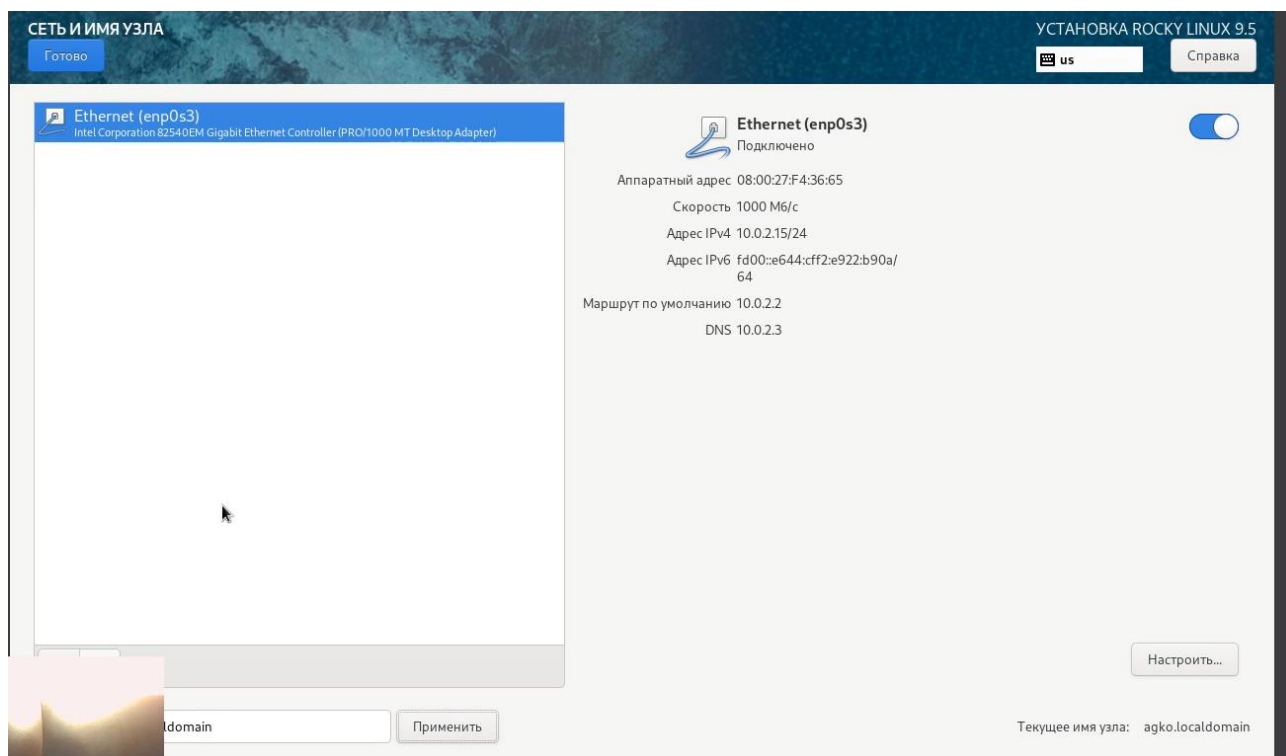 СЕТЬ И ИМЯ УЗЛА
Готово
УСТАНОВКА ROCKY LINUX 9.5
us
Справка
Ethernet (enp0s3)
Intel Corporation 82540EM Gigabit Ethernet Controller (PRO/1000 MT Desktop Adapter)
Ethernet (enp0s3)
Подключено
Аппаратный адрес 08:00:27:F4:36:65
Скорость 1000 Мб/с
Адрес IPv4 10.0.2.15/24
Адрес IPv6 fd00::e644:cff2:e922:b90a/
64
Маршрут по умолчанию 10.0.2.2
DNS 10.0.2.3
Настроить...
ldomain
Применить
Текущее имя узла: agko.localdomain